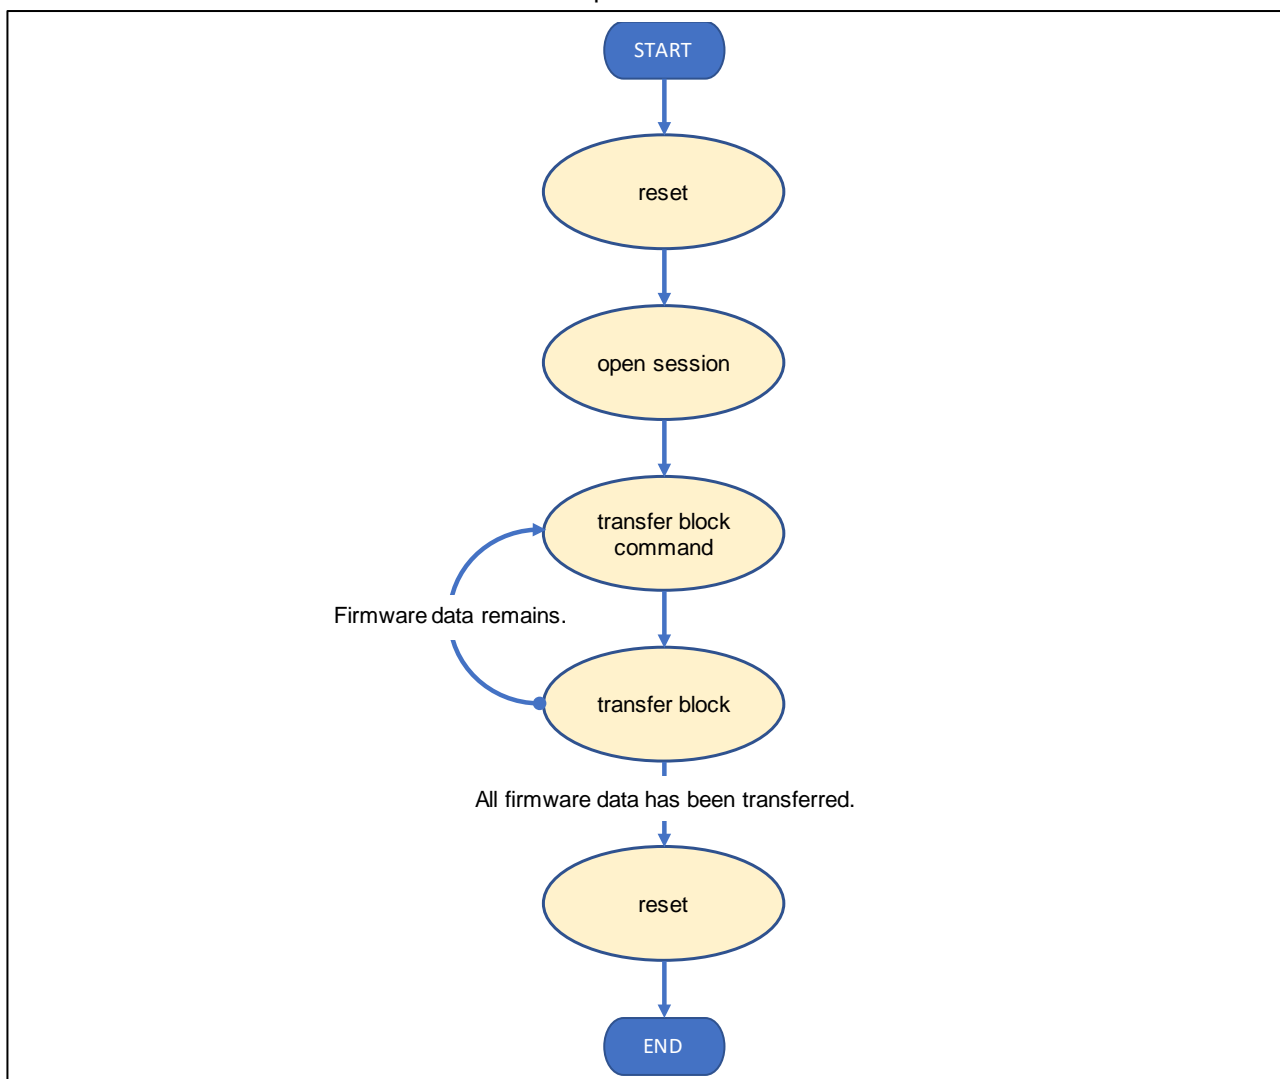 START
reset
open session
transfer block
command
Firmware data remains.
transfer block
All firmware data has been transferred.
reset
END